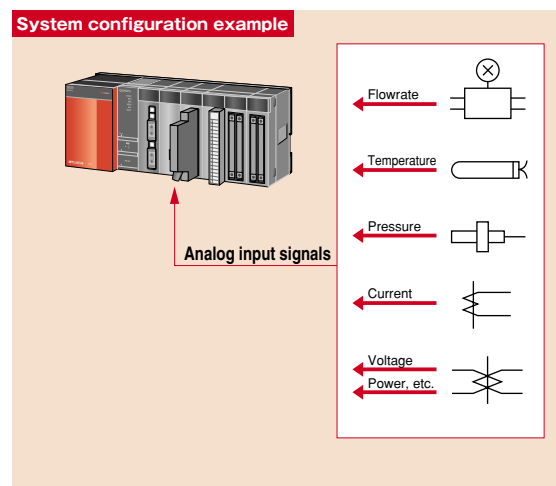 System configuration example
Flowrate
Temperature
Pressure
Analog input signals
Current
Voltage
Power, etc.